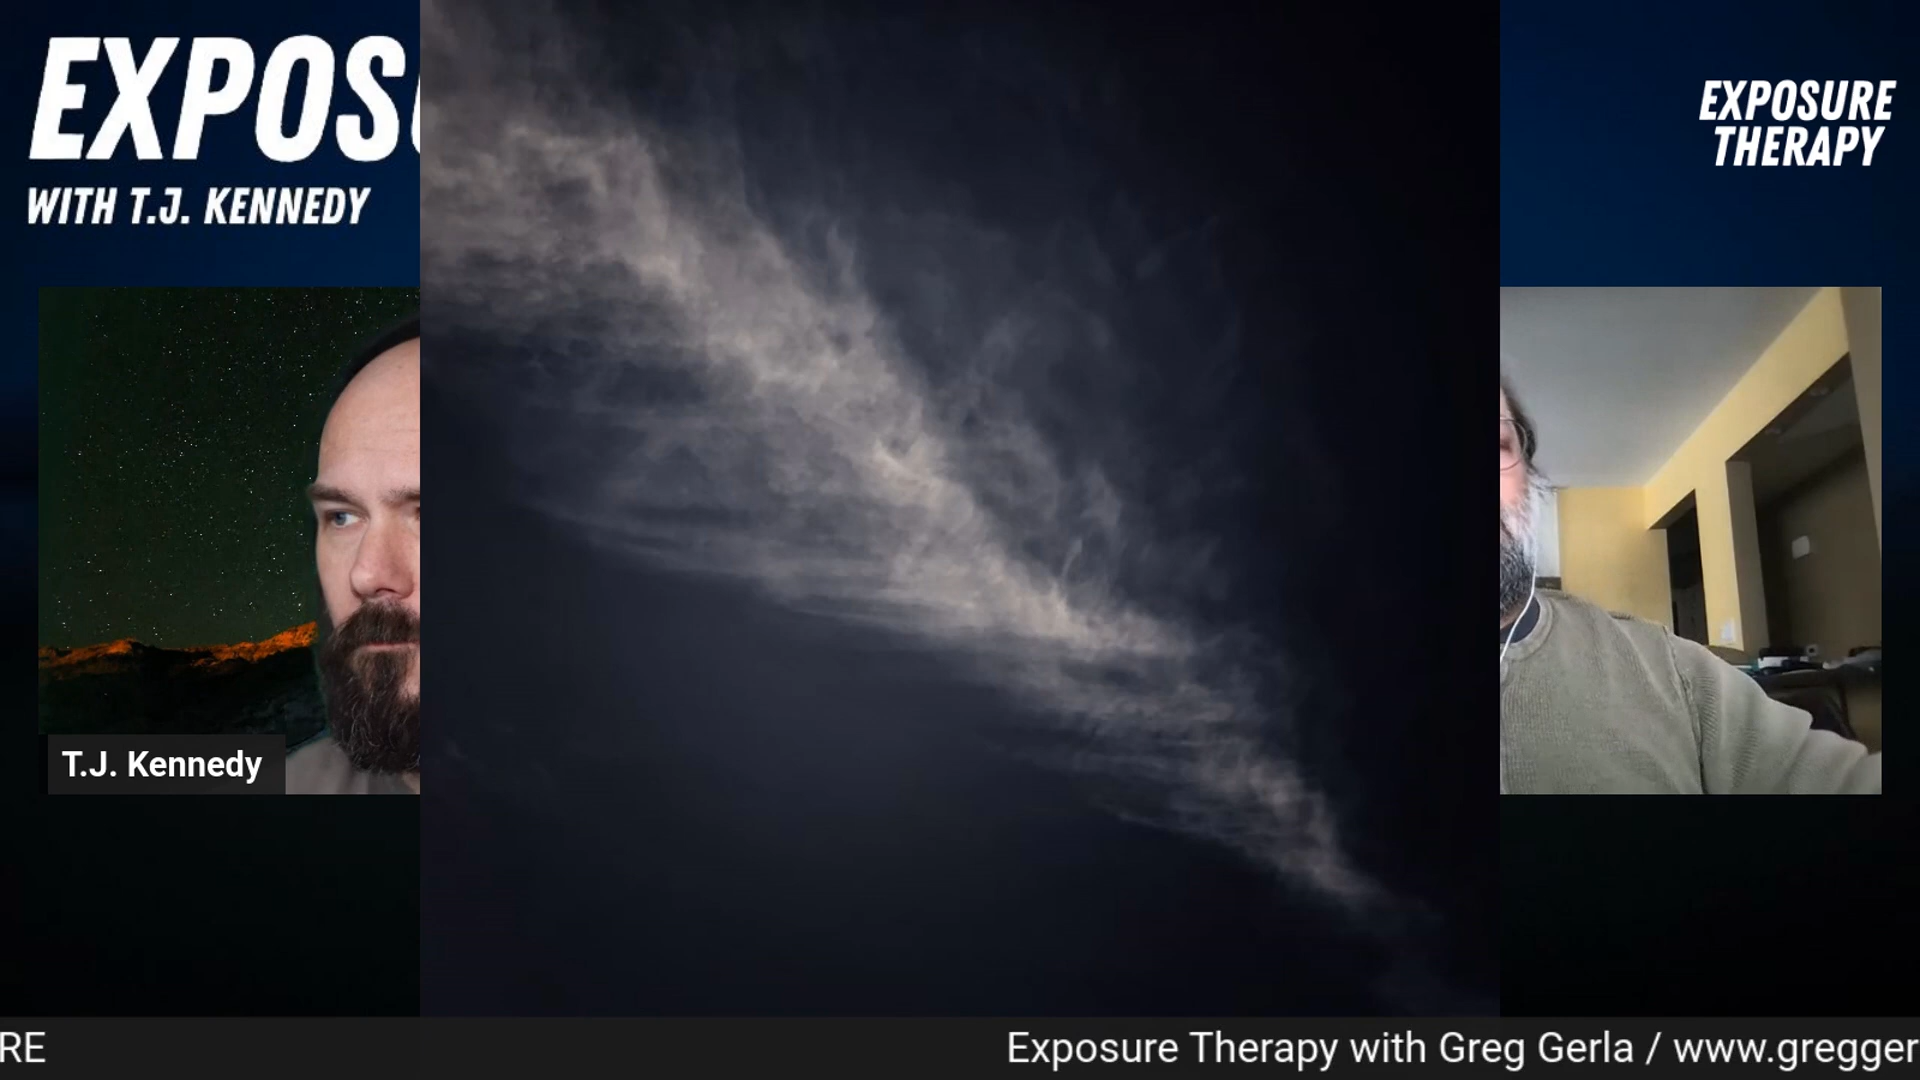 EXPOS
WITH T.J. KENNEDY
EXPOSURE
THERAPY
T.J. Kennedy
RE
Exposure Therapy with Greg Gerla / www.gregger